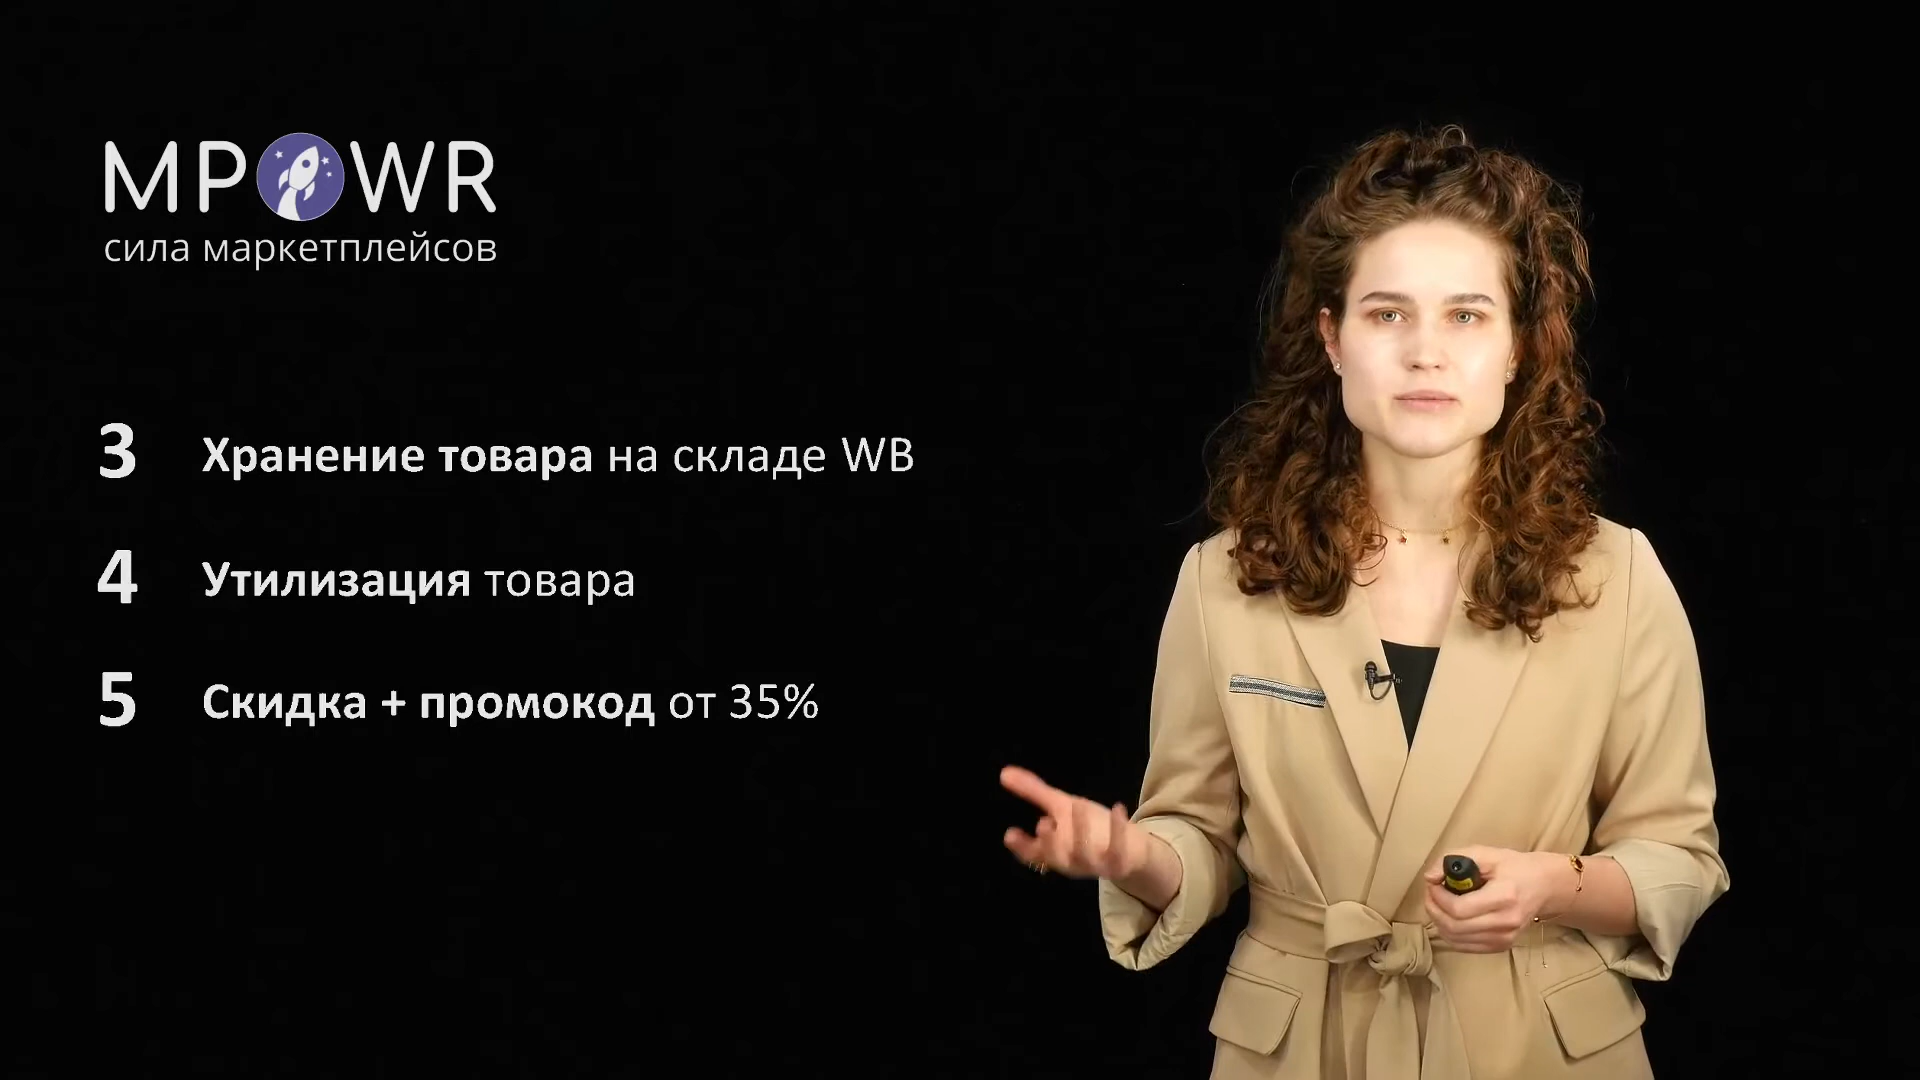 MPOWR
сила маркетплейсов
3 Хранение товара на складе WB
4 Утилизация товара
5 Скидка + промокод от 35%